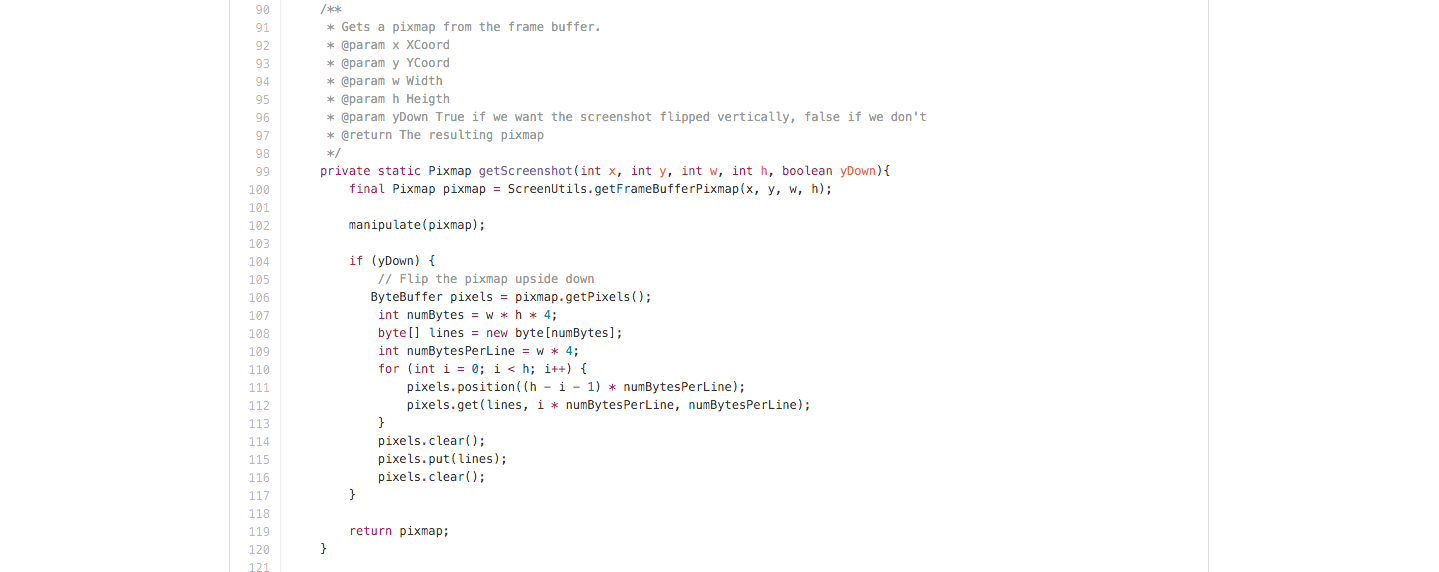 90 /**
91 * Gets a pixmap from the frame buffer.
92 * @param x XCoord
93 * @param y YCoord
94 * @param w Width
95 * @param h Heigth
96 * @param yDown True if we want the screenshot flipped vertically, false if we don't
97 * @return The resulting pixmap
98 */
99 private static Pixmap getScreenshot(int x, int y, int w, int h, boolean yDown){
100 final Pixmap pixmap = ScreenUtils.getFrameBufferPixmap(x, y, w, h);
101
102 manipulate(pixmap);
103
104 if (yDown) {
105 // Flip the pixmap upside down
106 ByteBuffer pixels = pixmap.getPixels();
107 int numBytes = w * h * 4;
108 byte[] lines = new byte[numBytes];
109 int numBytesPerLine = w * 4;
110 for (int i = 0; i < h; i++) {
111 pixels.position((h - i - 1) * numBytesPerLine);
112 pixels.get(lines, i * numBytesPerLine, numBytesPerLine);
113 }
114 pixels.clear();
115 pixels.put(lines);
116 pixels.clear();
117 }
118
119 return pixmap;
120 }
121